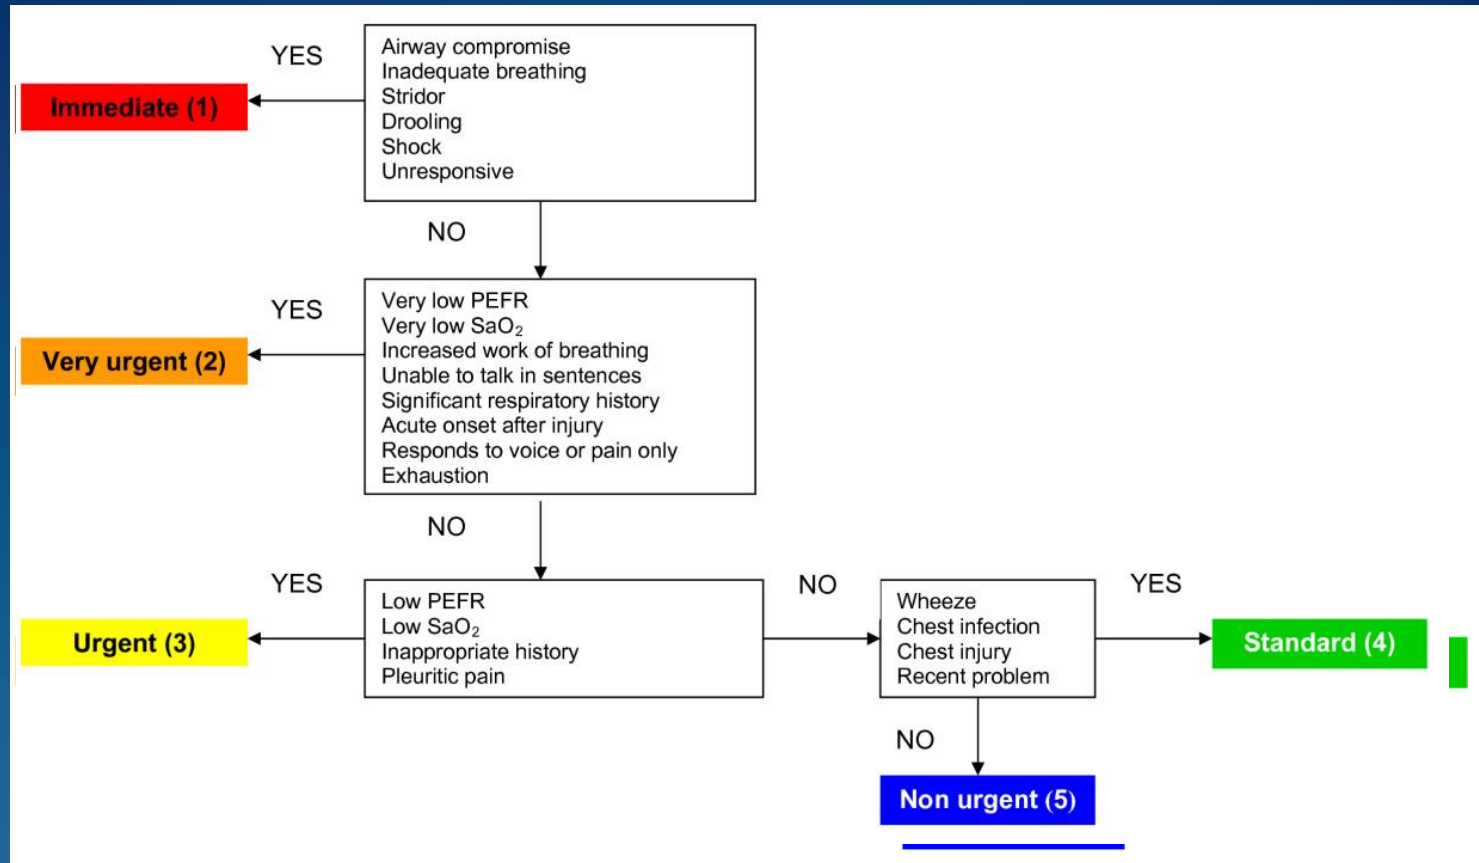 YES
Airway compromise
Inadequate breathing
Stridor
Drooling
Shock
Unresponsive
Immediate (1)
NO
YES
Very low PEFR
Very low SaO₂
Increased work of breathing
Unable to talk in sentences
Significant respiratory history
Acute onset after injury
Responds to voice or pain only
Exhaustion
Very urgent (2)
NO
YES
Low PEFR
Low SaO₂
Inappropriate history
Pleuritic pain
Urgent (3)
NO
Wheeze
Chest infection
Chest injury
Recent problem
YES
Standard (4)
NO
Non urgent (5)